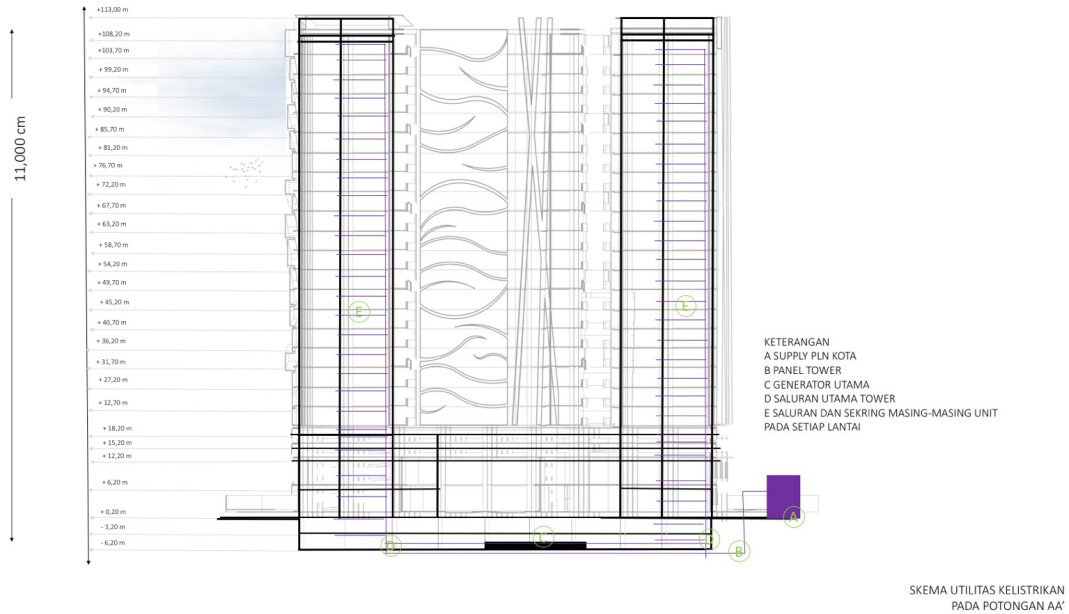 +113,00 m
+108,20 m
+103,70 m
+ 99,20 m
+ 94,70 m
+ 90,20 m
+ 85,70 m
+ 81,20 m
+ 76,70 m
+ 72,20 m
+ 67,70 m
+ 63,20 m
+ 58,70 m
+ 54,20 m
+ 49,70 m
+ 45,20 m
+ 40,70 m
+ 36,20 m
+ 31,70 m
+ 27,20 m
+ 12,70 m
+ 18,20 m
+ 15,20 m
+ 12,20 m
+ 6,20 m
+ 0,20 m
- 3,20 m
- 6,20 m
11,000 cm
E
E
KETERANGAN
A SUPPLY PLN KOTA
B PANEL TOWER
C GENERATOR UTAMA
D SALURAN UTAMA TOWER
E SALURAN DAN SEKRING MASING-MASING UNIT
PADA SETIAP LANTAI
A
C
D
D
B
SKEMA UTILITAS KELISTRIKAN
PADA POTONGAN AA'